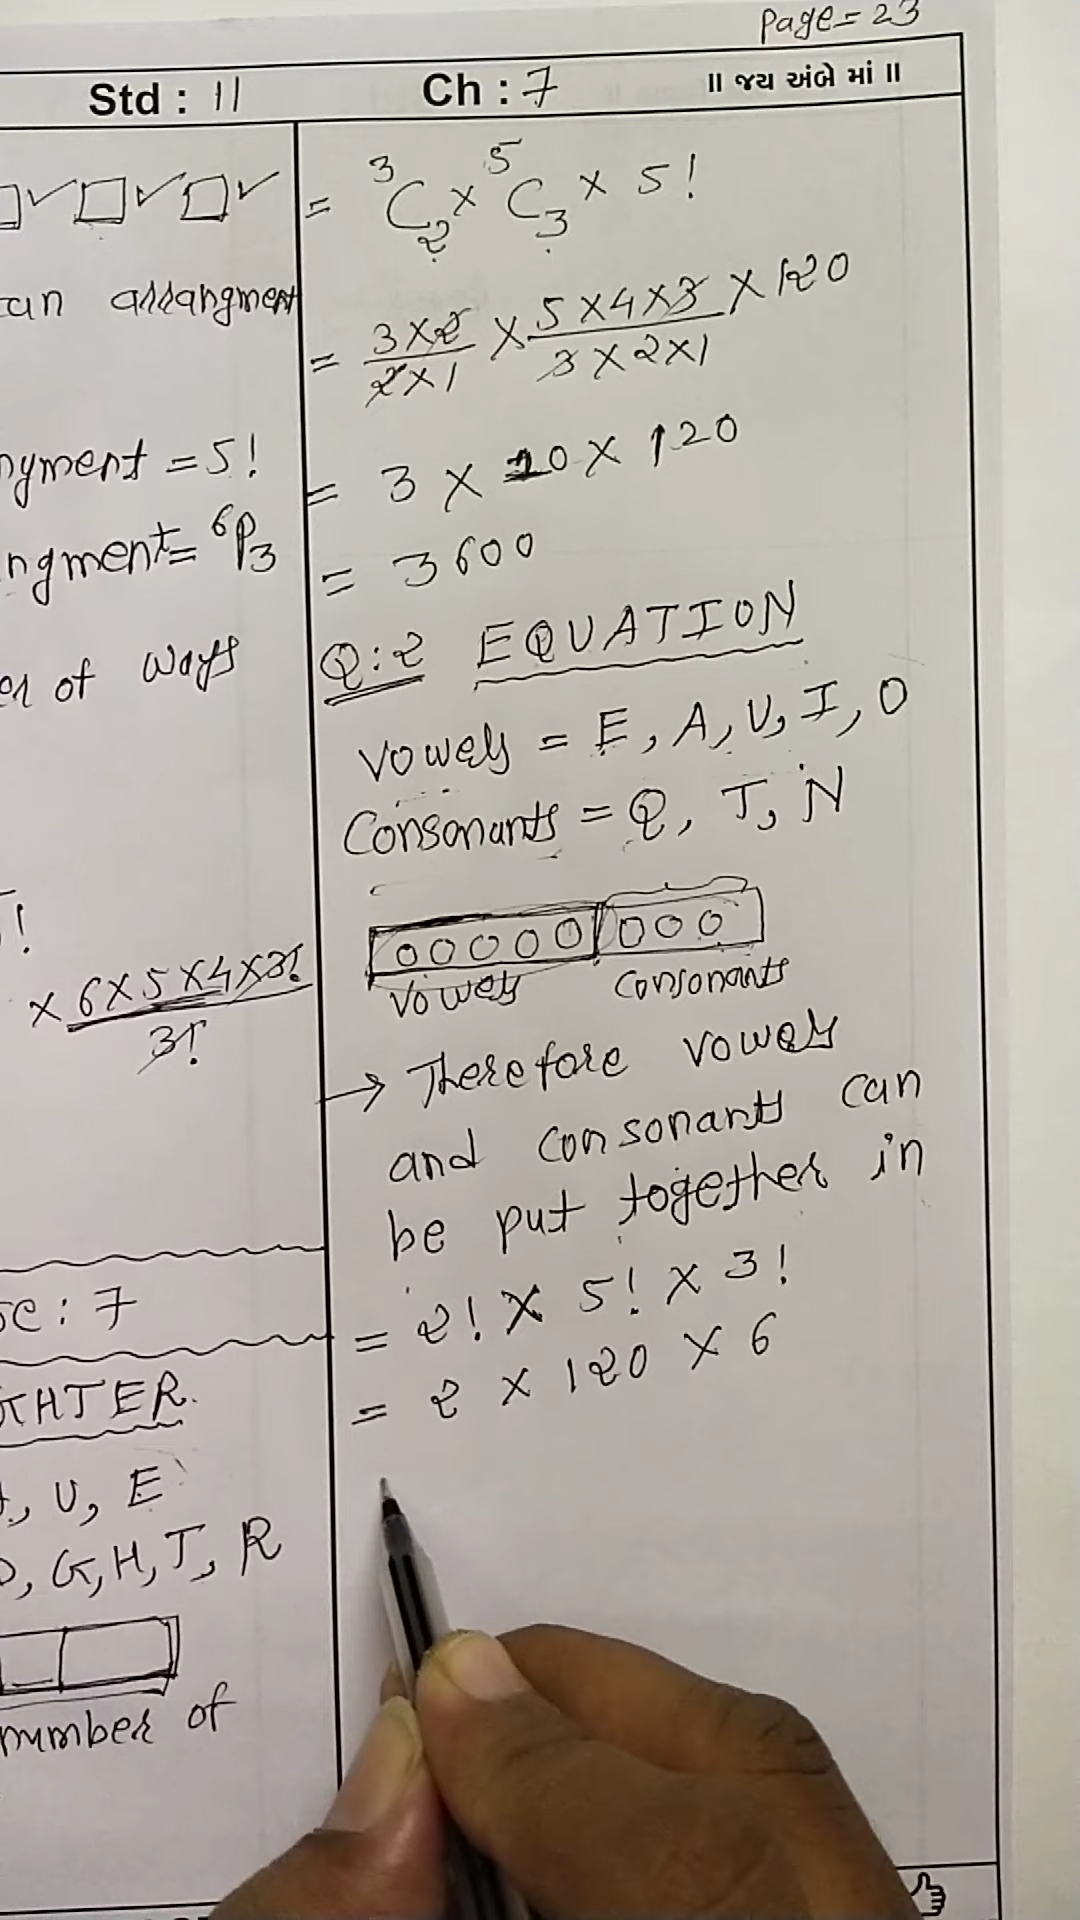 Page=23
Std : 11 Ch : 7 ॥ જય અંબે માં ॥
an arrangment
ngment = 5!
ngment = ⁶P₃
of ways
!
× 6×5×4×3!
3!
: 7
GHTER.
, U, E
D, G, H, T, R
number of
= ³C₂ × ⁵C₃ × 5!
= 3×2/2×1 × 5×4×3/3×2×1 × 120
= 3 × 10 × 120
= 3600
Q:2 EQUATION
Vowels = E, A, U, I, O
Consonants = Q, T, N
OOOOO OOO
Vowels Consonants
→ Therefore vowels
and consonants can
be put together in
= 2! × 5! × 3!
= 2 × 120 × 6